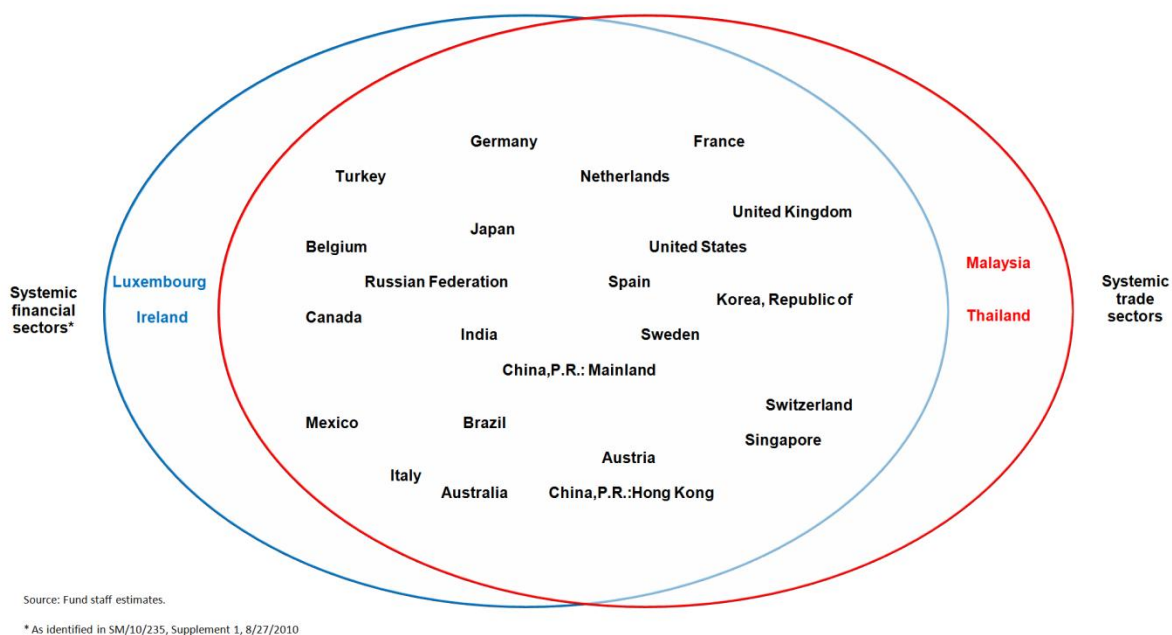 Germany
France
Turkey
Netherlands
United Kingdom
Japan
Belgium
United States
Malaysia
Luxembourg
Russian Federation
Spain
Systemic
financial
sectors*
Korea, Republic of
Systemic
trade
sectors
Ireland
Canada
Thailand
India
Sweden
China,P.R.: Mainland
Switzerland
Mexico
Brazil
Singapore
Austria
Italy
Australia
China,P.R.:Hong Kong
Source: Fund staff estimates.
* As identified in SM/10/235, Supplement 1, 8/27/2010